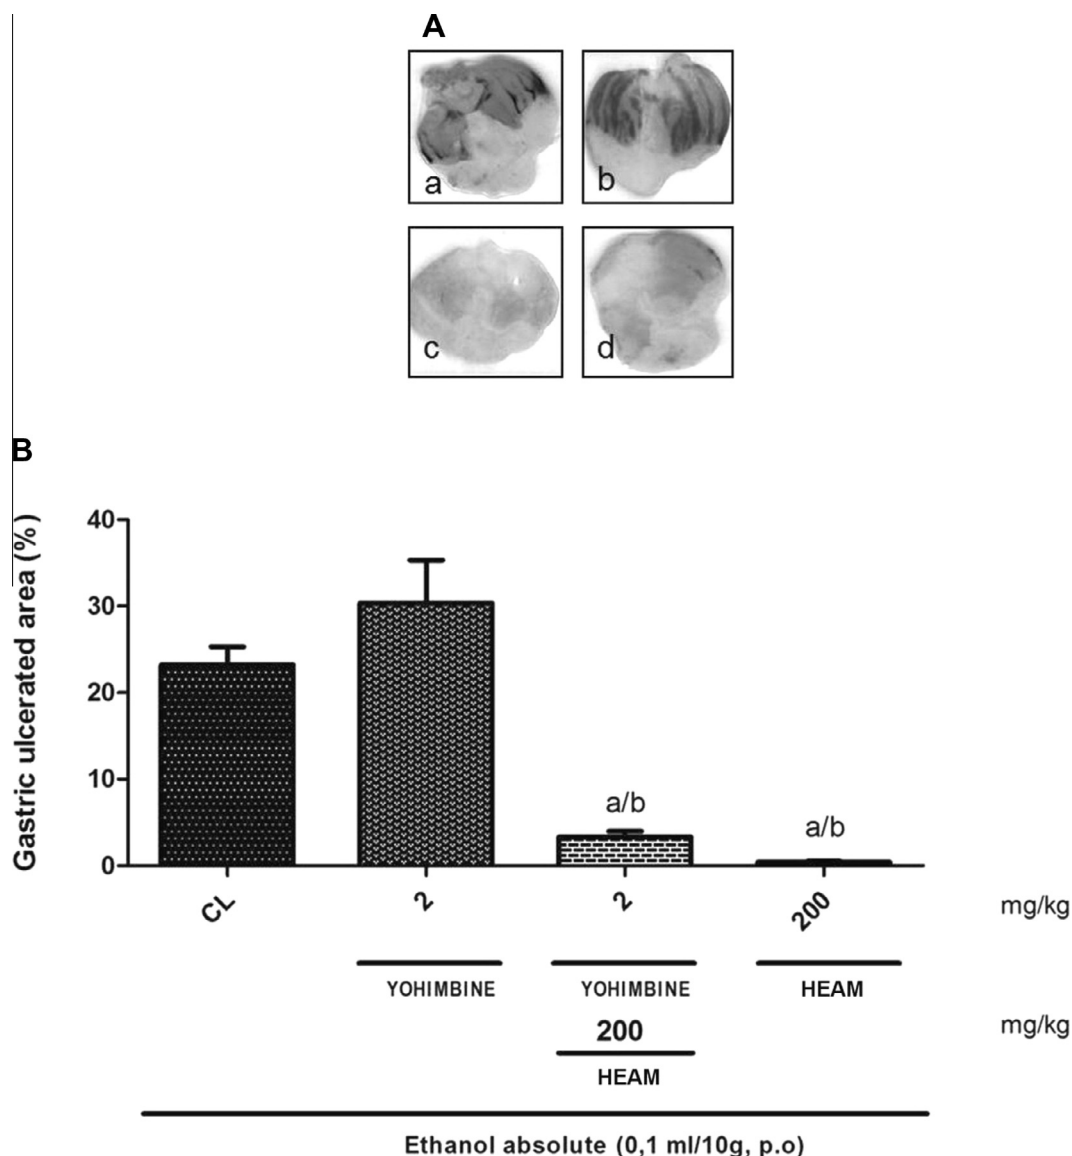 A
a
b
c
d
B
Gastric ulcerated area (%)
40
30
20
10
0
a/b
a/b
CL
2
2
200
mg/kg
YOHIMBINE
YOHIMBINE
HEAM
200
mg/kg
HEAM
Ethanol absolute (0,1 ml/10g, p.o)